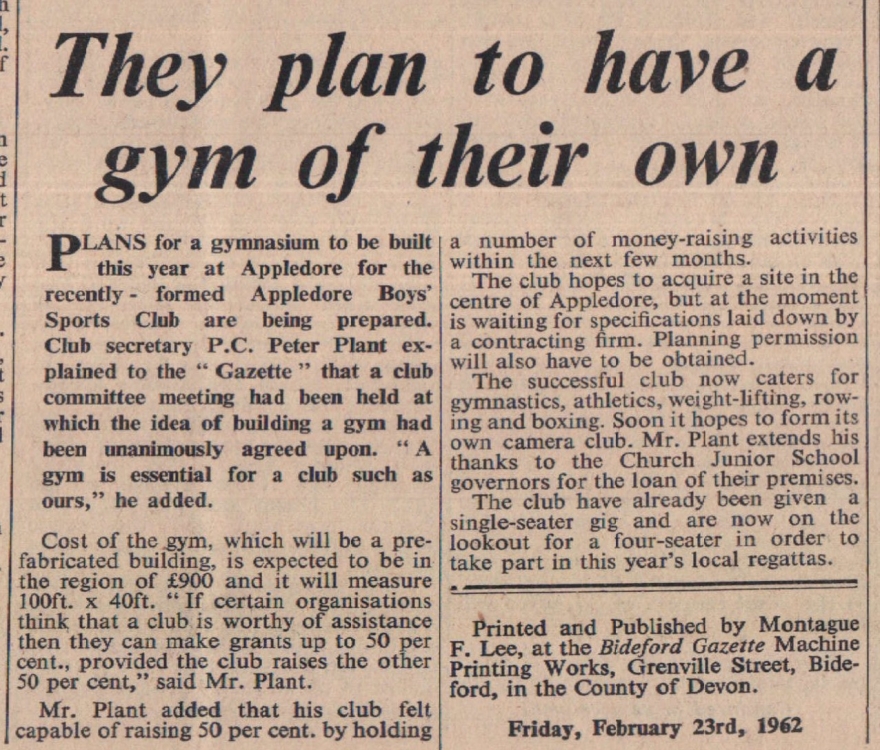 They plan to have a
gym of their own
PLANS for a gymnasium to be built
this year at Appledore for the
recently - formed Appledore Boys'
Sports Club are being prepared.
Club secretary P.C. Peter Plant ex-
plained to the " Gazette " that a club
committee meeting had been held at
which the idea of building a gym had
been unanimously agreed upon. " A
gym is essential for a club such as
ours," he added.
Cost of the gym, which will be a pre-
fabricated building, is expected to be in
the region of £900 and it will measure
100ft. x 40ft. " If certain organisations
think that a club is worthy of assistance
then they can make grants up to 50 per
cent., provided the club raises the other
50 per cent," said Mr. Plant.
Mr. Plant added that his club felt
capable of raising 50 per cent. by holding
a number of money-raising activities
within the next few months.
The club hopes to acquire a site in the
centre of Appledore, but at the moment
is waiting for specifications laid down by
a contracting firm. Planning permission
will also have to be obtained.
The successful club now caters for
gymnastics, athletics, weight-lifting, row-
ing and boxing. Soon it hopes to form its
own camera club. Mr. Plant extends his
thanks to the Church Junior School
governors for the loan of their premises.
The club have already been given a
single-seater gig and are now on the
lookout for a four-seater in order to
take part in this year's local regattas.
Printed and Published by Montague
F. Lee, at the Bideford Gazette Machine
Printing Works, Grenville Street, Bide-
ford, in the County of Devon.
Friday, February 23rd, 1962